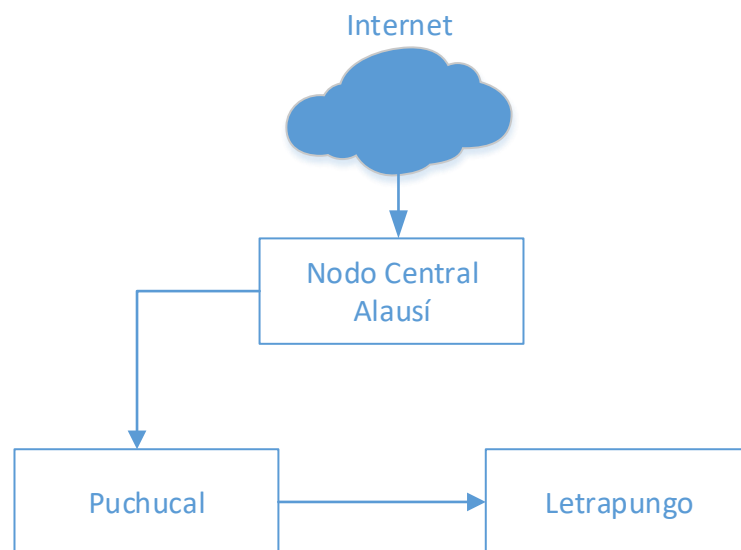 Internet
Nodo Central
Alausí
Puchucal
Letrapungo